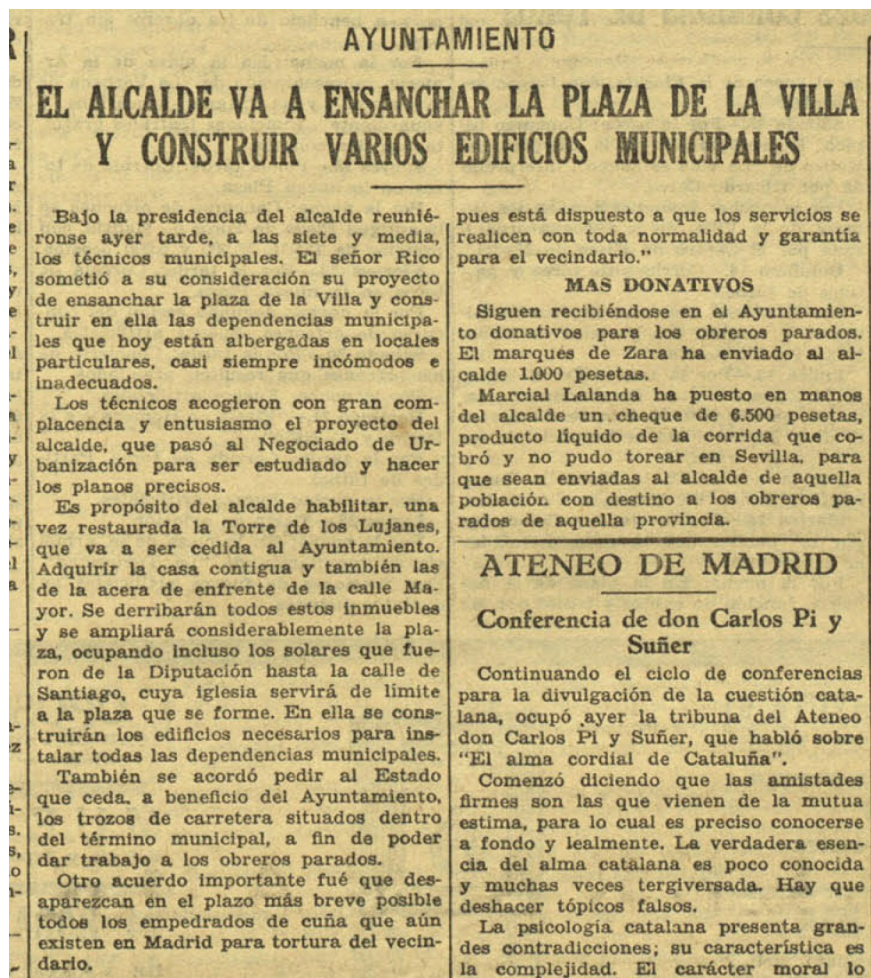 AYUNTAMIENTO
EL ALCALDE VA A ENSANCHAR LA PLAZA DE LA VILLA
Y CONSTRUIR VARIOS EDIFICIOS MUNICIPALES
Bajo la presidencia del alcalde reunié-
ronse ayer tarde, a las siete y media,
los técnicos municipales. El señor Rico
sometió a su consideración su proyecto
de ensanchar la plaza de la Villa y cons-
truir en ella las dependencias municipa-
les que hoy están albergadas en locales
particulares, casi siempre incómodos e
inadecuados.
Los técnicos acogieron con gran com-
placencia y entusiasmo el proyecto del
alcalde, que pasó al Negociado de Ur-
banización para ser estudiado y hacer
los planos precisos.
Es propósito del alcalde habilitar, una
vez restaurada la Torre de los Lujanes,
que va a ser cedida al Ayuntamiento.
Adquirir la casa contigua y también las
de la acera de enfrente de la calle Ma-
yor. Se derribarán todos estos inmuebles
y se ampliará considerablemente la pla-
za, ocupando incluso los solares que fue-
ron de la Diputación hasta la calle de
Santiago, cuya iglesia servirá de límite
a la plaza que se forme. En ella se cons-
truirán los edificios necesarios para ins-
talar todas las dependencias municipales.
También se acordó pedir al Estado
que ceda, a beneficio del Ayuntamiento,
los trozos de carretera situados dentro
del término municipal, a fin de poder
dar trabajo a los obreros parados.
Otro acuerdo importante fué que des-
aparezcan en el plazo más breve posible
todos los empedrados de cuña que aún
existen en Madrid para tortura del vecin-
dario.
pues está dispuesto a que los servicios se
realicen con toda normalidad y garantía
para el vecindario."
MAS DONATIVOS
Siguen recibiéndose en el Ayuntamien-
to donativos para los obreros parados.
El marqués de Zara ha enviado al al-
calde 1.000 pesetas.
Marcial Lalanda ha puesto en manos
del alcalde un cheque de 6.500 pesetas,
producto líquido de la corrida que co-
bró y no pudo torear en Sevilla, para
que sean enviadas al alcalde de aquella
población con destino a los obreros pa-
rados de aquella provincia.
ATENEO DE MADRID
Conferencia de don Carlos Pi y
Suñer
Continuando el ciclo de conferencias
para la divulgación de la cuestión cata-
lana, ocupó ayer la tribuna del Ateneo
don Carlos Pi y Suñer, que habló sobre
"El alma cordial de Cataluña".
Comenzó diciendo que las amistades
firmes son las que vienen de la mutua
estima, para lo cual es preciso conocerse
a fondo y lealmente. La verdadera esen-
cia del alma catalana es poco conocida
y muchas veces tergiversada. Hay que
deshacer tópicos falsos.
La psicología catalana presenta gran-
des contradicciones; su característica es
la complejidad. El carácter moral lo